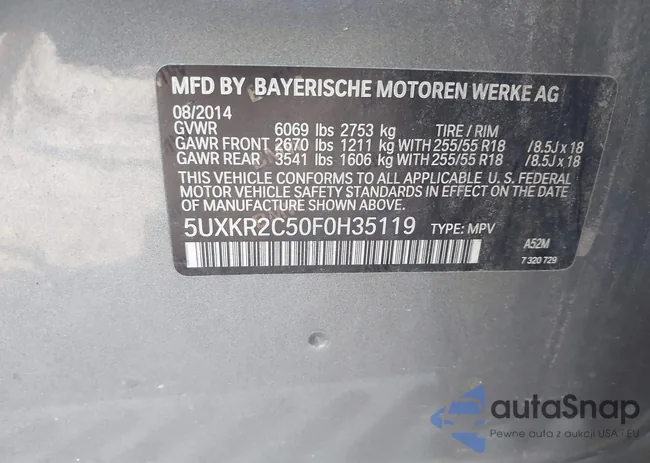 MFD BY BAYERISCHE MOTOREN WERKE AG
08/2014
GVWR 6069 lbs 2753 kg TIRE / RIM
GAWR FRONT 2670 lbs 1211 kg WITH 255/55 R18 /8.5J x 18
GAWR REAR 3541 lbs 1606 kg WITH 255/55 R18 /8.5J x 18
THIS VEHICLE CONFORMS TO ALL APPLICABLE U.S. FEDERAL
MOTOR VEHICLE SAFETY STANDARDS IN EFFECT ON THE DATE
OF MANUFACTURE SHOWN ABOVE.
5UXKR2C50F0H35119 TYPE: MPV
A52M
7 320 729
autoSnap
Pewne auta z aukcji USA i EU